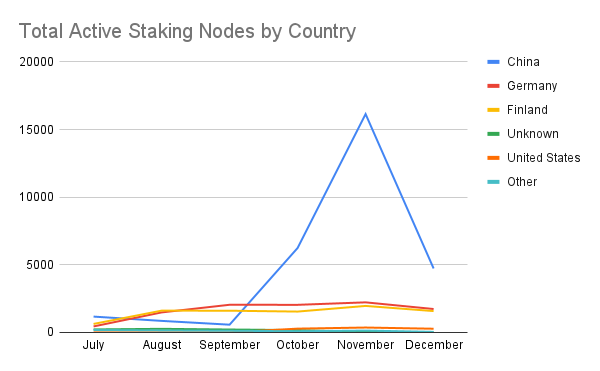 Total Active Staking Nodes by Country
20000
15000
10000
5000
0
July August September October November December
China
Germany
Finland
Unknown
United States
Other